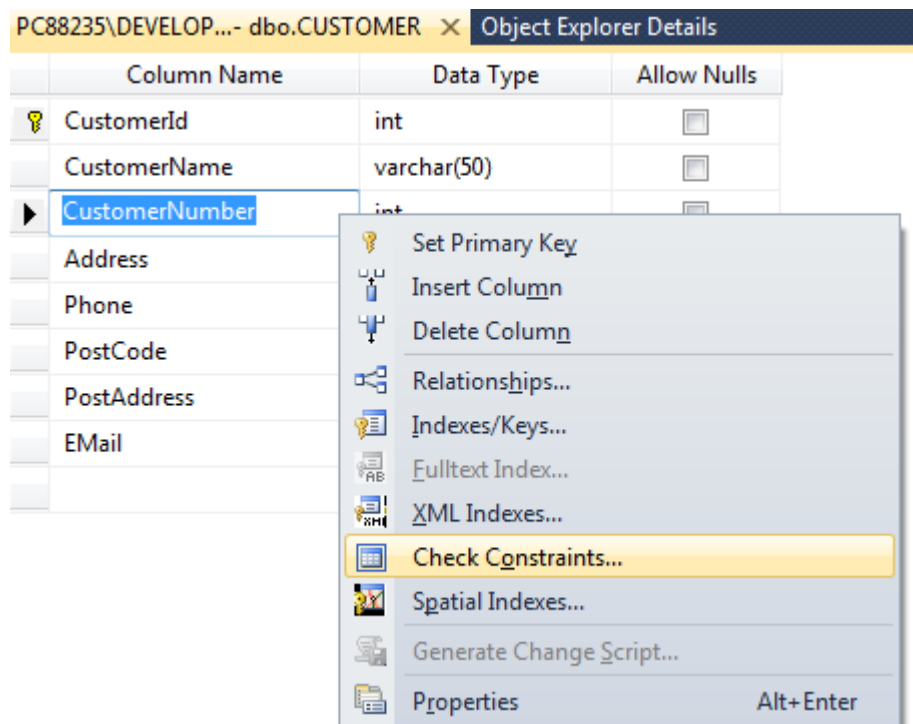 PC88235\DEVELOP...- dbo.CUSTOMER Object Explorer Details
Column Name Data Type Allow Nulls
CustomerId int
CustomerName varchar(50)
CustomerNumber int
Address
Phone
PostCode
PostAddress
EMail
Set Primary Key
Insert Column
Delete Column
Relationships...
Indexes/Keys...
Fulltext Index...
XML Indexes...
Check Constraints...
Spatial Indexes...
Generate Change Script...
Properties Alt+Enter